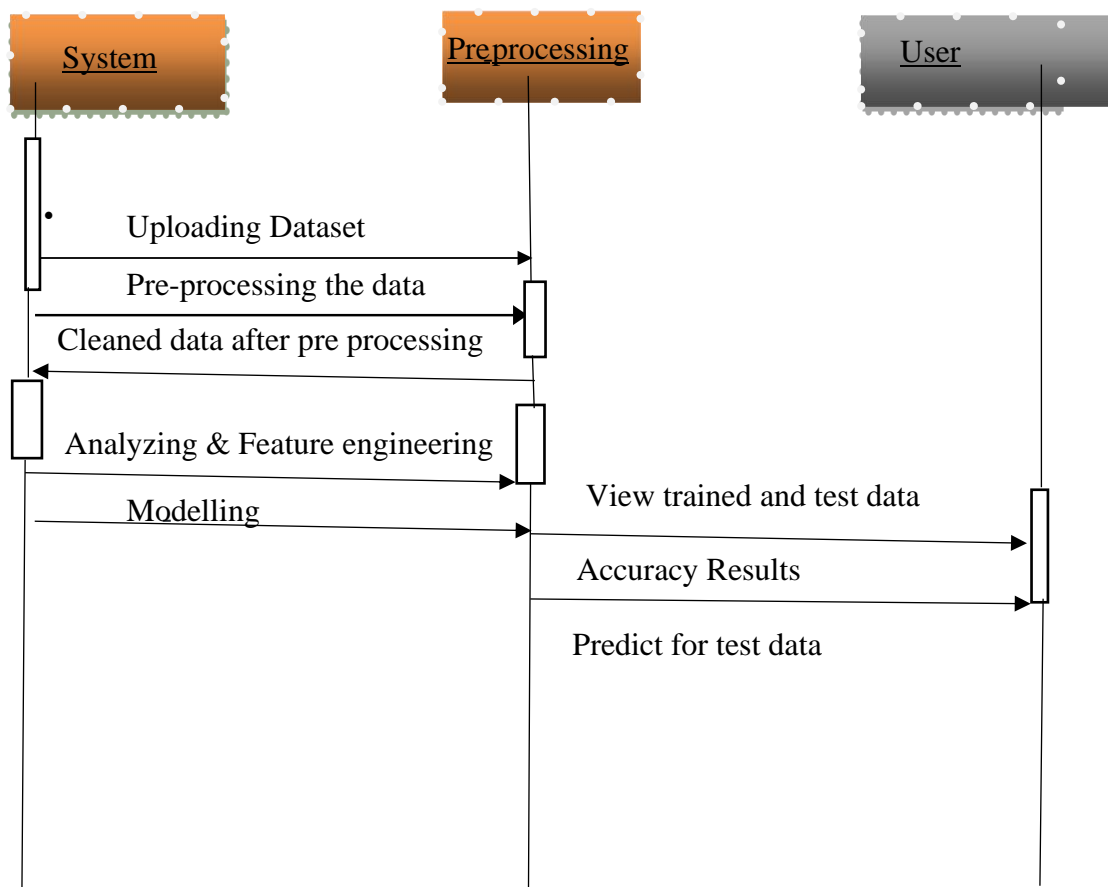 System
Preprocessing
User
Uploading Dataset
Pre-processing the data
Cleaned data after pre processing
Analyzing & Feature engineering
Modelling
View trained and test data
Accuracy Results
Predict for test data